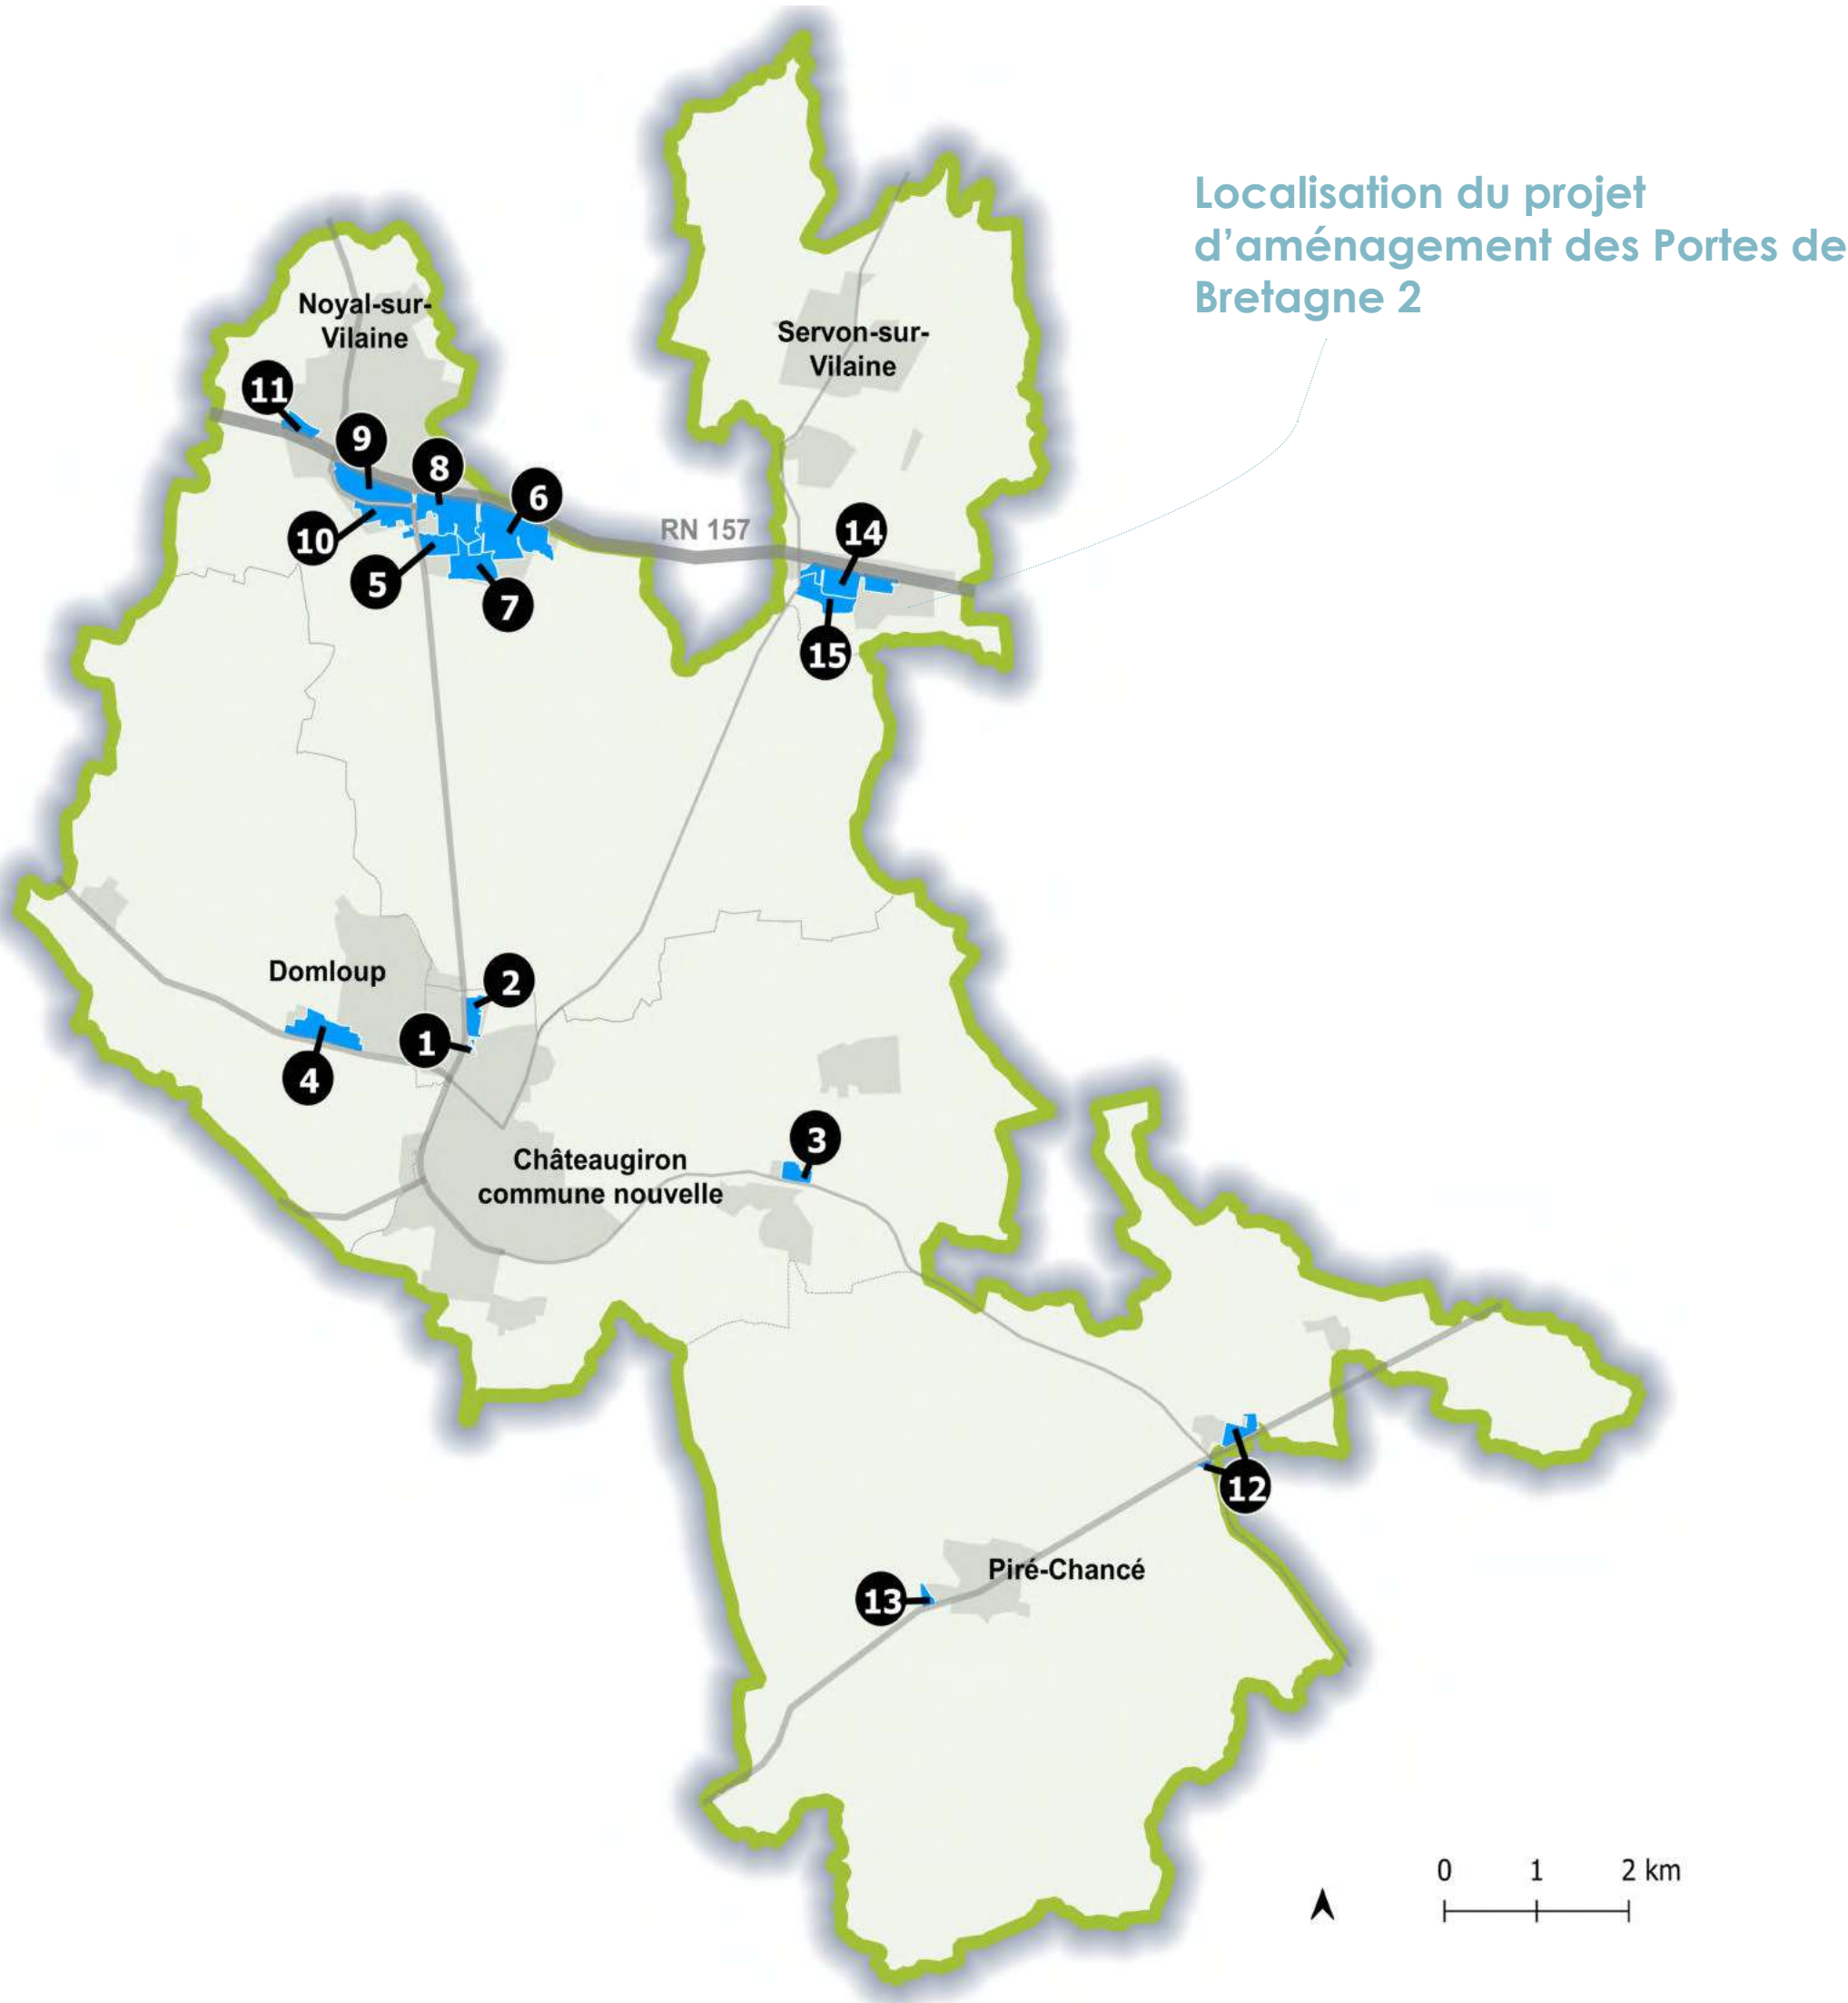 Localisation du projet
d'aménagement des Portes de
Bretagne 2
Noyal-sur-
Vilaine
Servon-sur-
Vilaine
11
9
8
6
10
5
7
RN 157
14
15
Domloup
2
1
4
3
Châteaugiron
commune nouvelle
12
Piré-Chancé
13
0 1 2 km